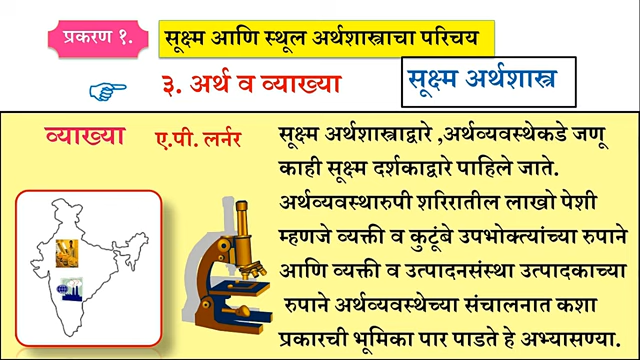 प्रकरण १.
सूक्ष्म आणि स्थूल अर्थशास्त्राचा परिचय
३. अर्थ व व्याख्या
सूक्ष्म अर्थशास्त्र
व्याख्या ए.पी. लर्नर
सूक्ष्म अर्थशास्त्राद्वारे ,अर्थव्यवस्थेकडे जणू
काही सूक्ष्म दर्शकाद्वारे पाहिले जाते.
अर्थव्यवस्थारुपी शरिरातील लाखो पेशी
म्हणजे व्यक्ती व कुटूंबे उपभोक्त्यांच्या रुपाने
आणि व्यक्ती व उत्पादनसंस्था उत्पादकाच्या
रुपाने अर्थव्यवस्थेच्या संचालनात कशा
प्रकारची भूमिका पार पाडते हे अभ्यासण्या.